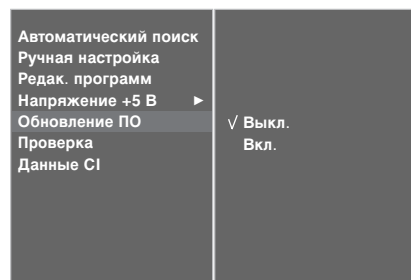 Автоматический поиск
Ручная настройка
Редак. программ
Напряжение +5 В ►
Обновление ПО
Проверка
Данные CI
√ Выкл.
Вкл.